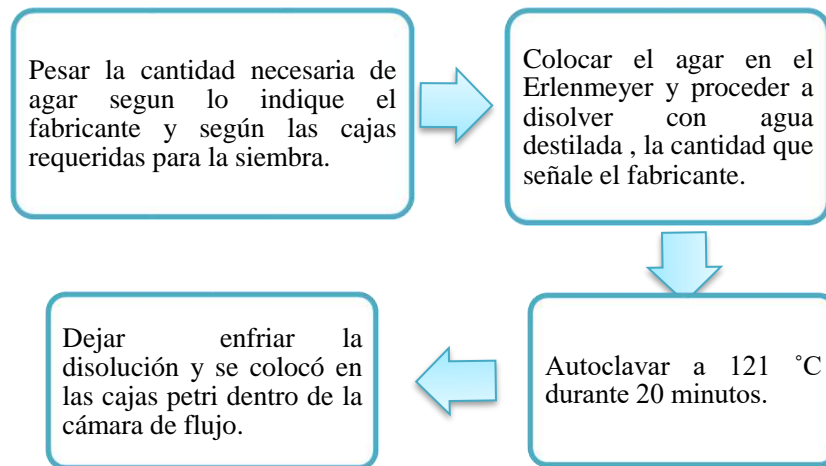 Pesar la cantidad necesaria de
agar segun lo indique el
fabricante y según las cajas
requeridas para la siembra.
Colocar el agar en el
Erlenmeyer y proceder a
disolver con agua
destilada , la cantidad que
señale el fabricante.
Autoclavar a 121 ˚C
durante 20 minutos.
Dejar enfriar la
disolución y se colocó en
las cajas petri dentro de la
cámara de flujo.